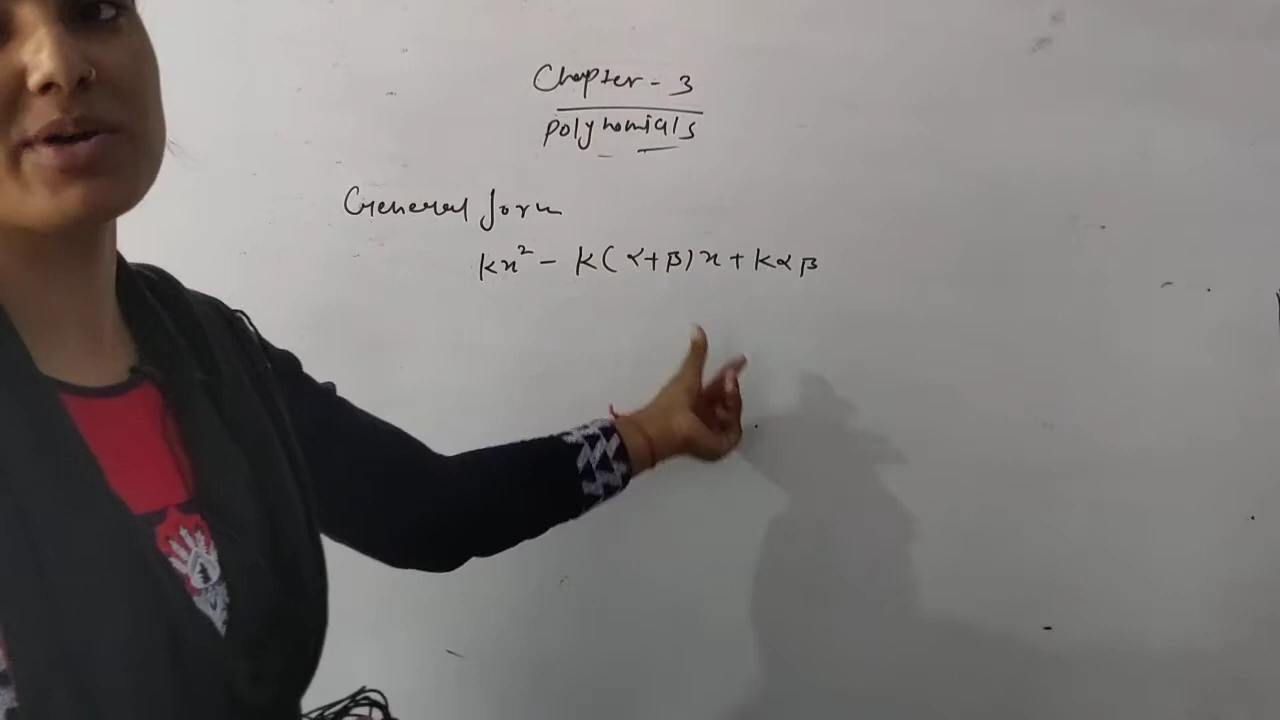 Chapter - 3
Polynomials
General form
kx² - k(α+β)x + kαβ